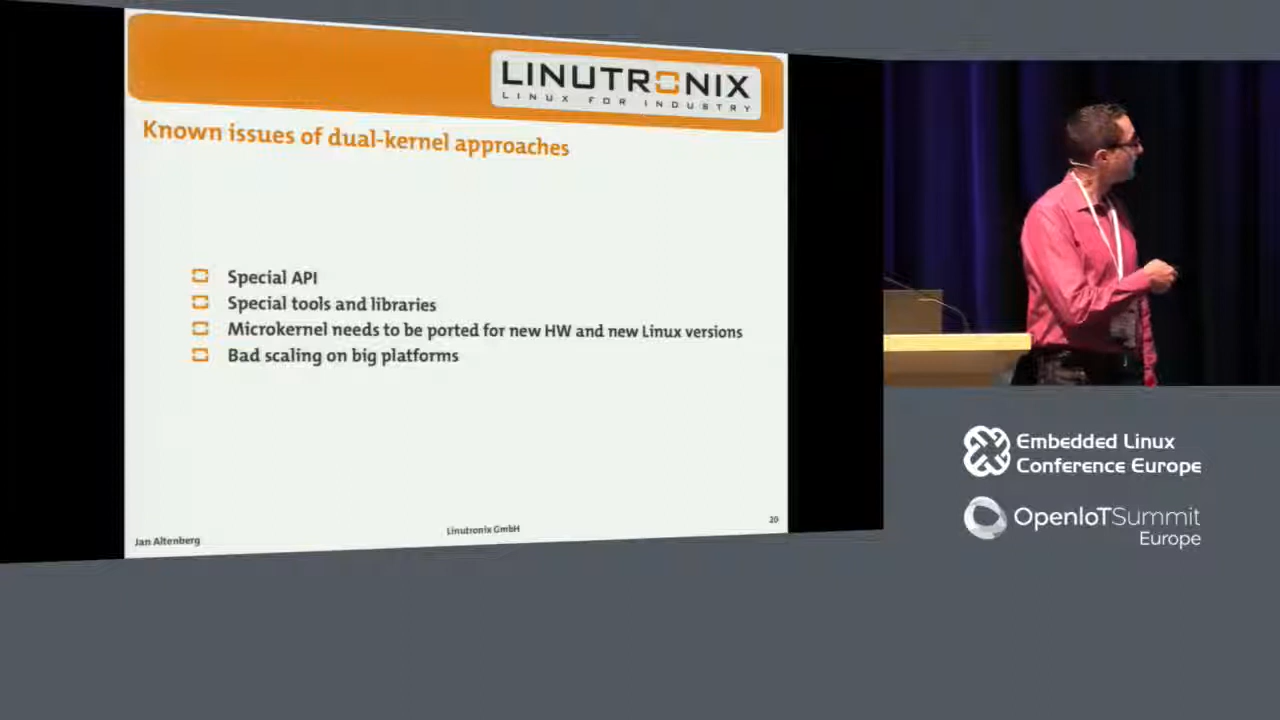 LINUTRONIX
LINUX FOR INDUSTRY
Known issues of dual-kernel approaches
Special API
Special tools and libraries
Microkernel needs to be ported for new HW and new Linux versions
Bad scaling on big platforms
Jan Altenberg
Linutronix GmbH
20
Embedded Linux
Conference Europe
OpenIoTSummit
Europe